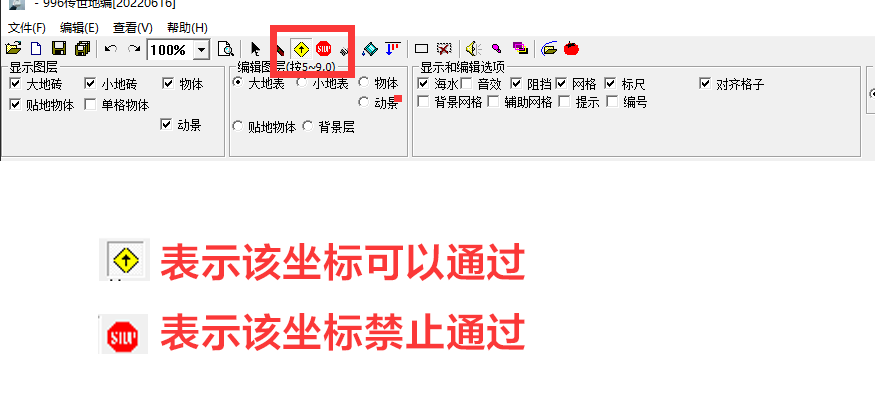 - 996传世地编[20220616]
文件(F) 编辑(E) 查看(V) 帮助(H)
100%
显示图层 编辑图层(按5~9,0) 显示和编辑选项
大地砖 小地砖 物体 大地表 小地表 物体 海水 音效 阻挡 网格 标尺 对齐格子
贴地物体 单格物体 动景 背景网格 辅助网格 提示 编号
动景 贴地物体 背景层
表示该坐标可以通过
STOP 表示该坐标禁止通过